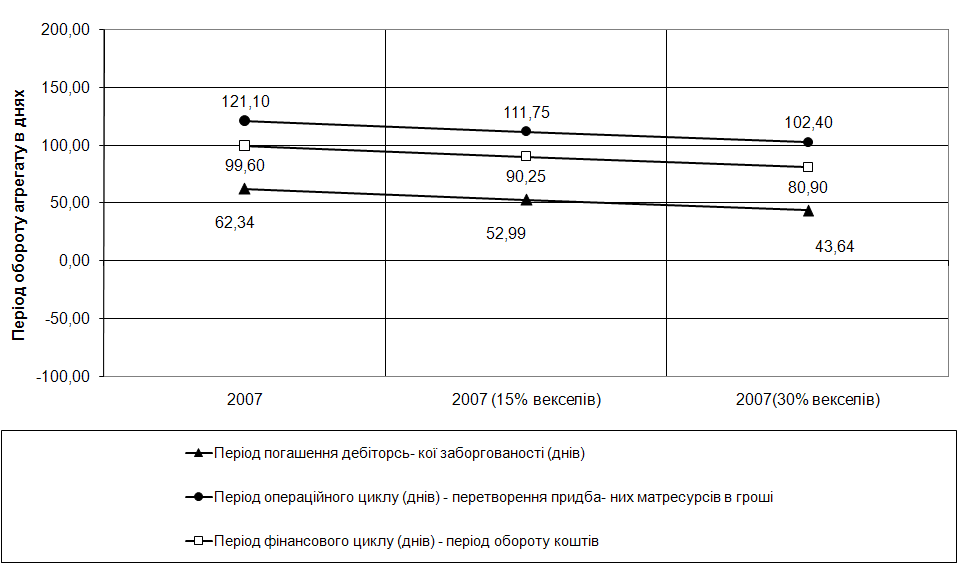 200,00
150,00
100,00
50,00
0,00
-50,00
-100,00
Період обороту агрегату в днях
121,10
111,75
102,40
99,60
90,25
80,90
62,34
52,99
43,64
2007
2007 (15% векселів)
2007(30% векселів)
Період погашення дебіторсь- кої заборгованості (днів)
Період операційного циклу (днів) - перетворення придба- них матресурсів в гроші
Період фінансового циклу (днів) - період обороту коштів